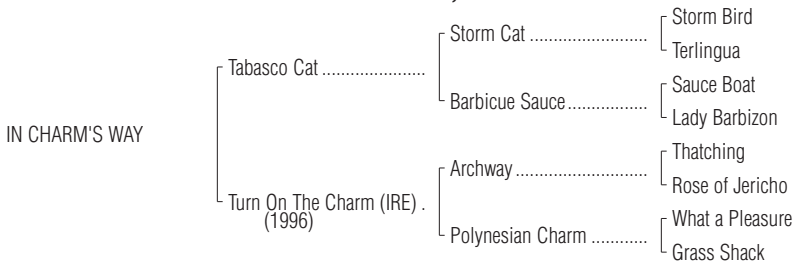 Storm Bird
Storm Cat ..........................
Terlingua
Tabasco Cat ......................
Sauce Boat
Barbicue Sauce.................
Lady Barbizon
IN CHARM'S WAY
Thatching
Archway ............................
Rose of Jericho
Turn On The Charm (IRE) .
(1996)
What a Pleasure
Polynesian Charm ............
Grass Shack